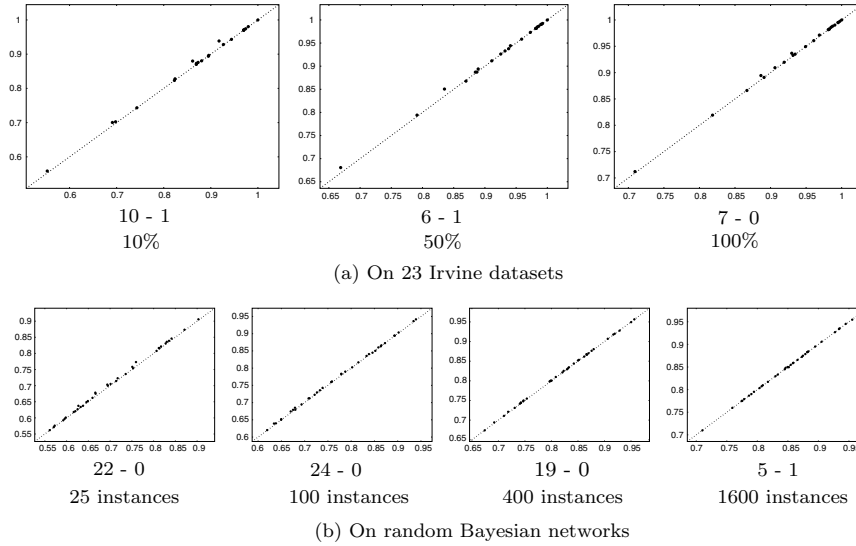 1
0.9
0.8
0.7
0.6
0.6 0.7 0.8 0.9 1
10 - 1
10%
1
0.95
0.9
0.85
0.8
0.75
0.7
0.65
0.65 0.7 0.75 0.8 0.85 0.9 0.95 1
6 - 1
50%
1
0.95
0.9
0.85
0.8
0.75
0.7
0.7 0.75 0.8 0.85 0.9 0.95 1
7 - 0
100%
(a) On 23 Irvine datasets
0.9
0.85
0.8
0.75
0.7
0.65
0.6
0.55
0.55 0.6 0.65 0.7 0.75 0.8 0.85 0.9
22 - 0
25 instances
0.95
0.9
0.85
0.8
0.75
0.7
0.65
0.6
0.6 0.65 0.7 0.75 0.8 0.85 0.9 0.95
24 - 0
100 instances
0.95
0.9
0.85
0.8
0.75
0.7
0.65
0.65 0.7 0.75 0.8 0.85 0.9 0.95
19 - 0
400 instances
0.95
0.9
0.85
0.8
0.75
0.7
0.7 0.75 0.8 0.85 0.9 0.95
5 - 1
1600 instances
(b) On random Bayesian networks